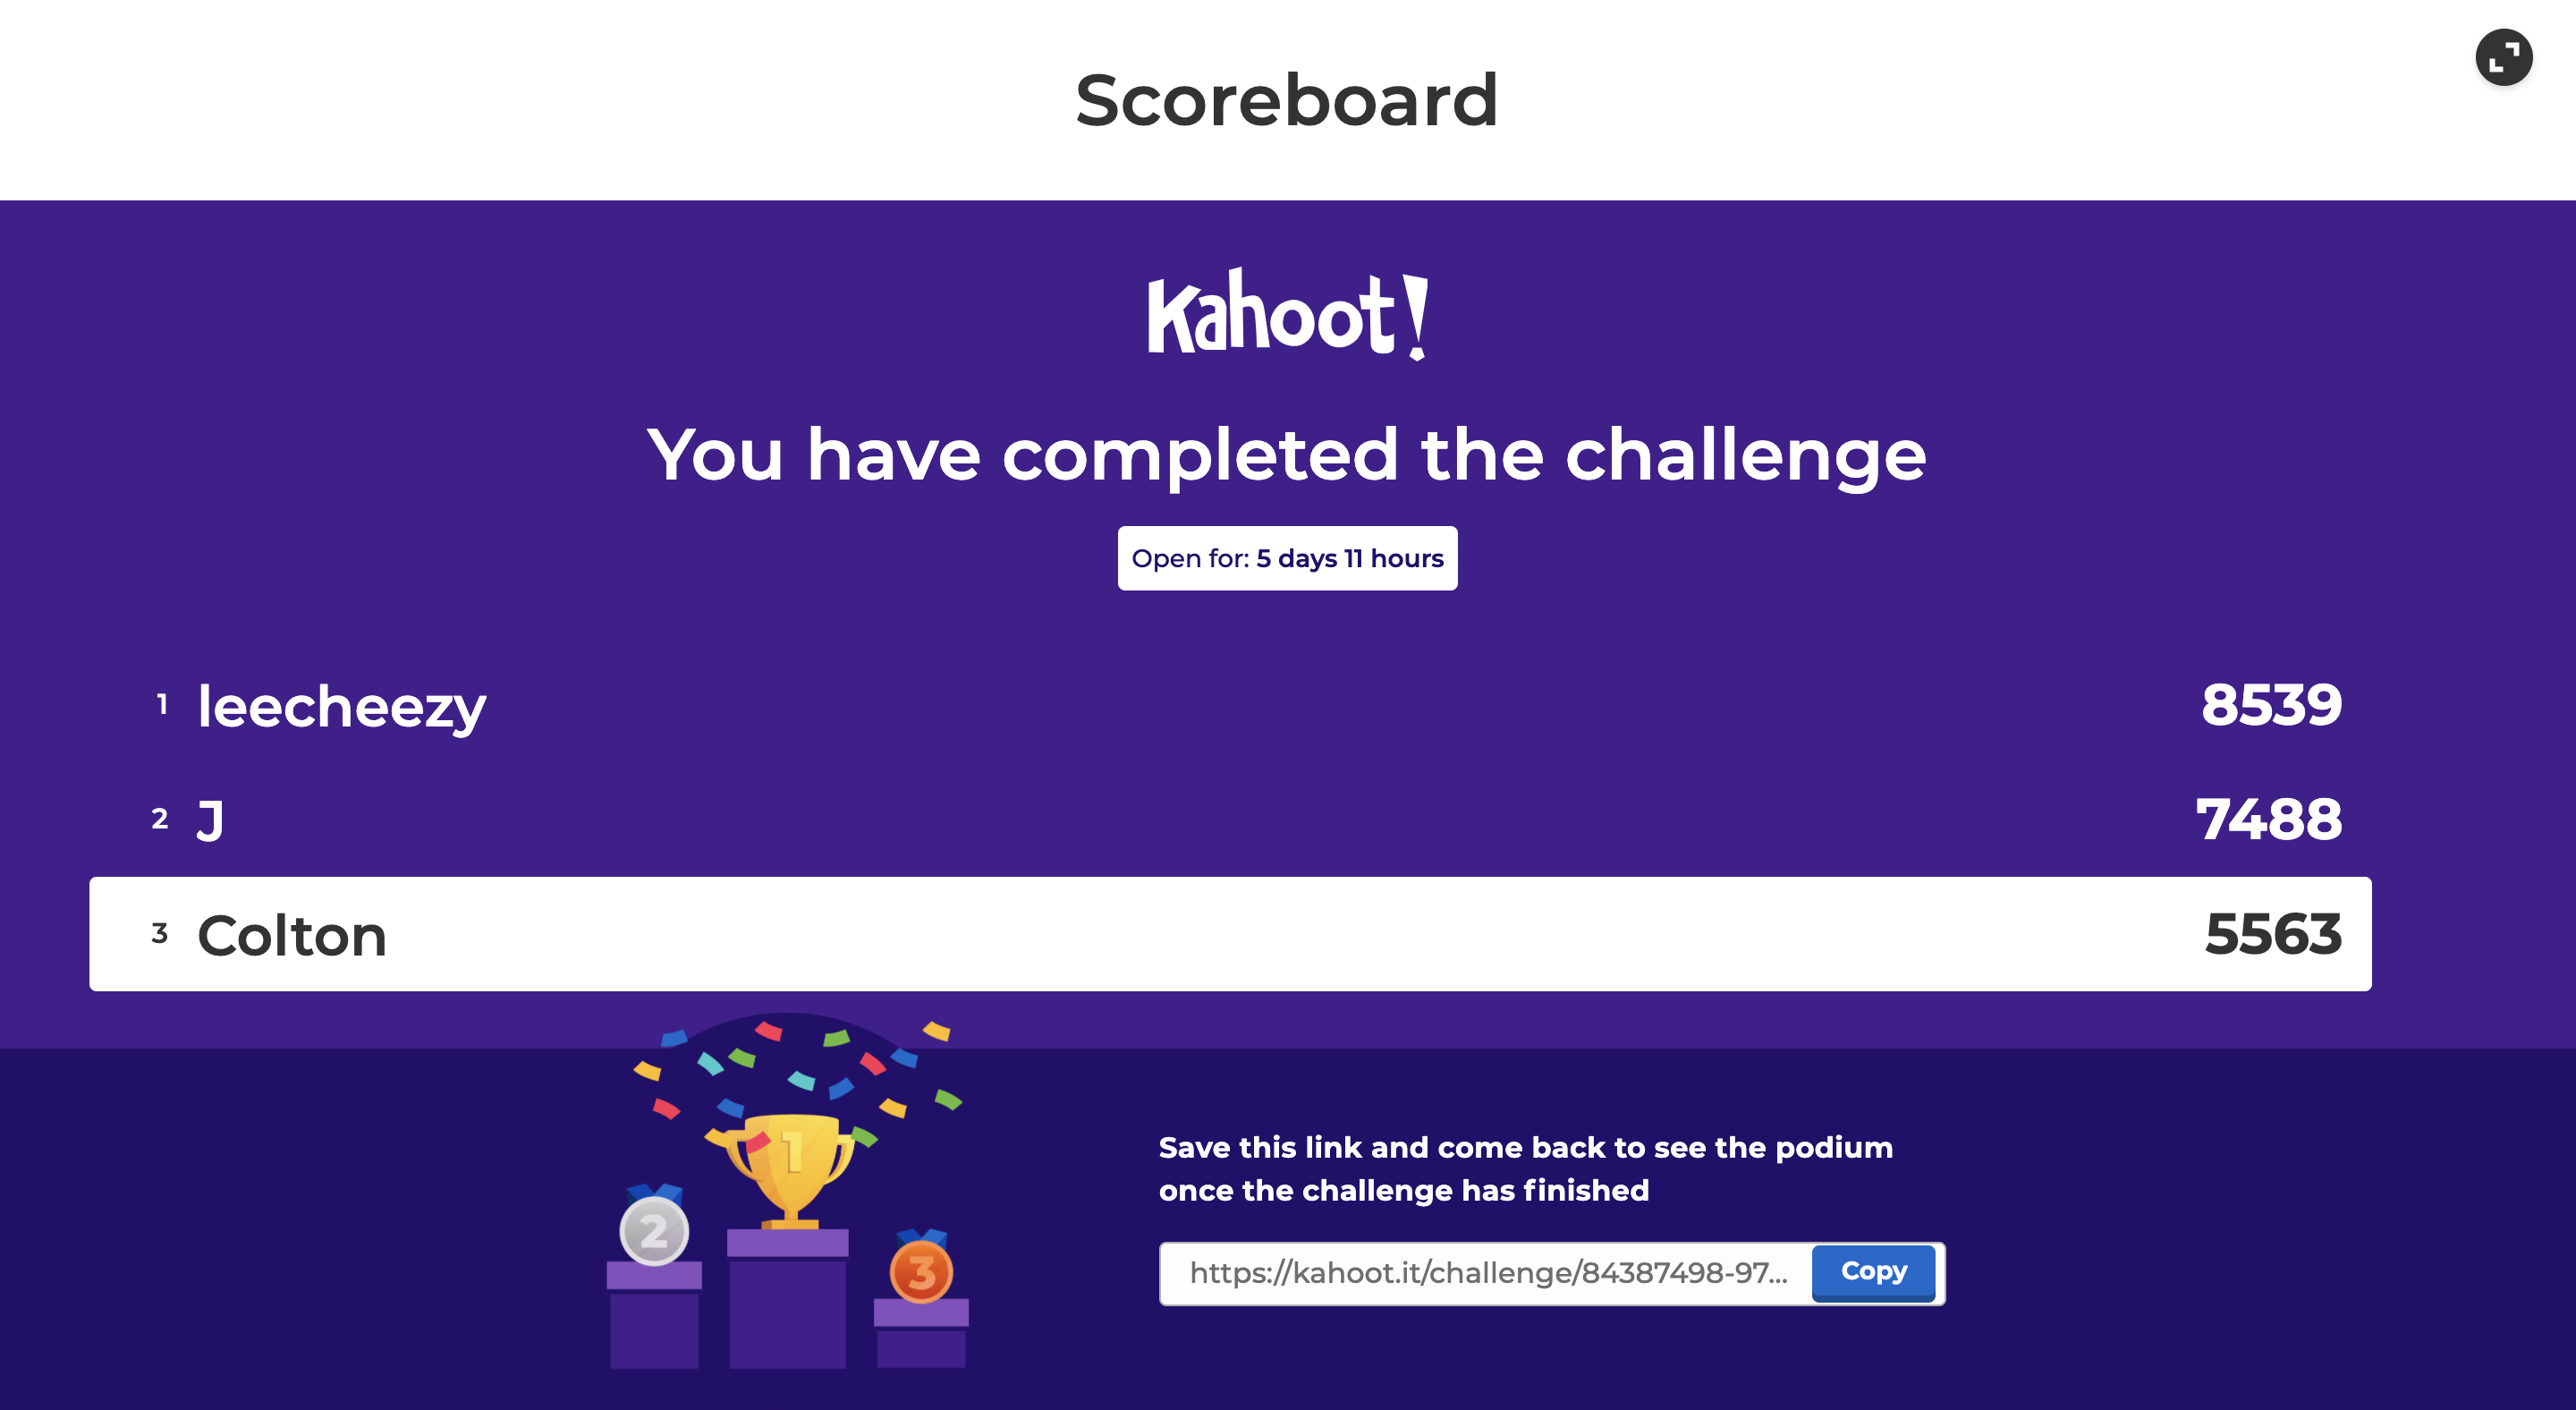 Scoreboard
Kahoot!
You have completed the challenge
Open for: 5 days 11 hours
1 leecheezy 8539
2 J 7488
3 Colton 5563
1
2
3
Save this link and come back to see the podium
once the challenge has finished
https://kahoot.it/challenge/84387498-97... Copy